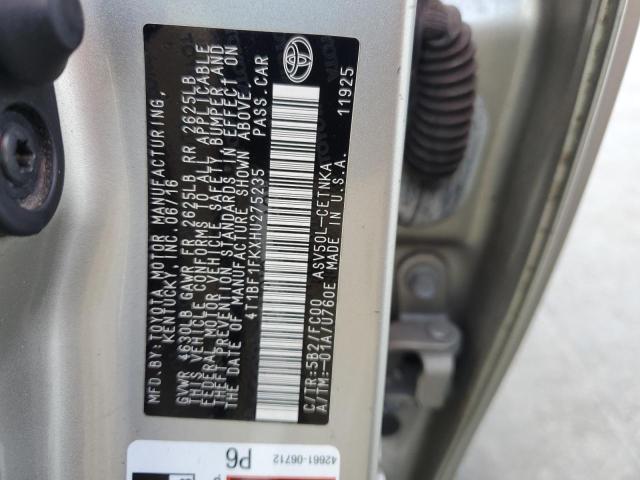 MFD. BY:TOYOTA MOTOR MANUFACTURING,
KENTUCKY, INC. 06/16
GVWR 4630LB GAWR FR 2625LB RR 2625LB
THIS VEHICLE CONFORMS TO ALL APPLICABLE
FEDERAL MOTOR VEHICLE SAFETY, BUMPER, AND
THEFT PREVENTION STANDARDS IN EFFECT ON
THE DATE OF MANUFACTURE SHOWN ABOVE.
4T1BF1FKXHU275235 PASS. CAR
C/TR:5B2/FC00 ASV50L-CETNKA
A/TM:-01A/U760E MADE IN U.S.A. 11925
42661-06712
P6